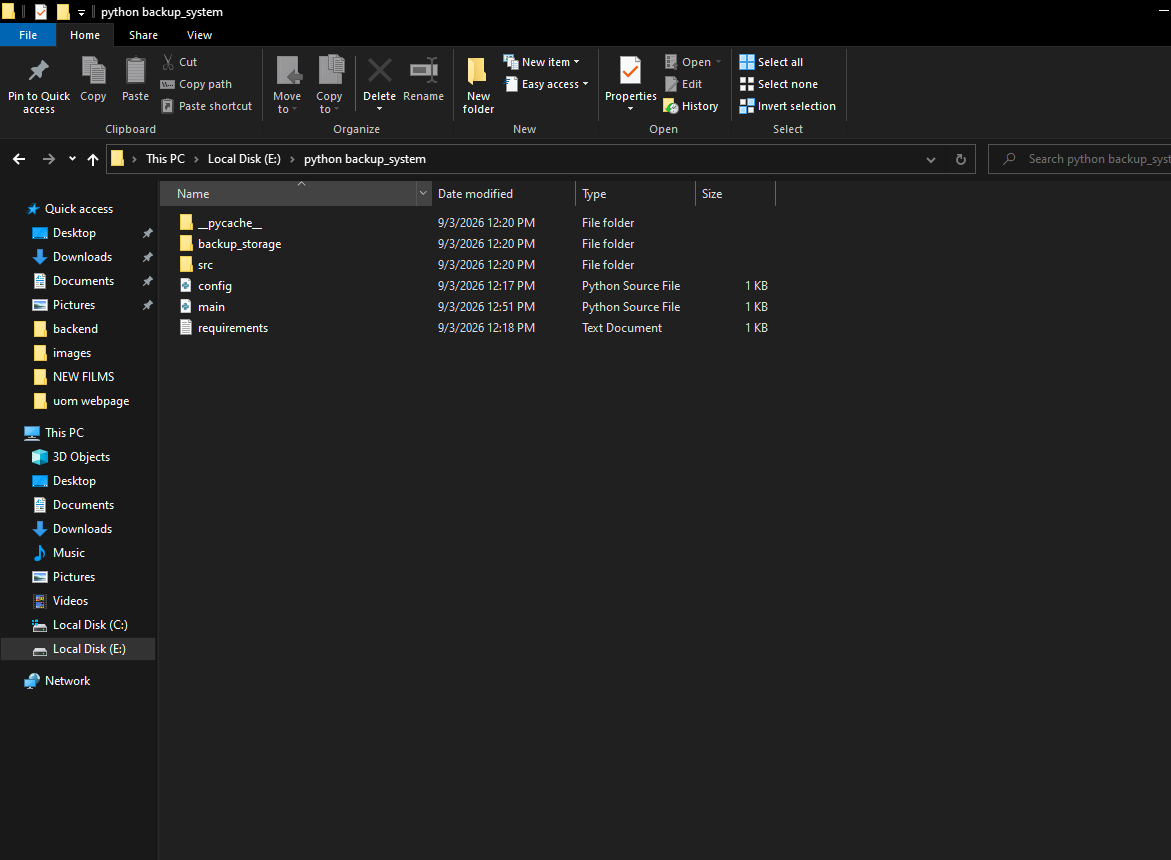 python backup_system
File Home Share View
Pin to Quick access
Copy
Paste
Cut
Copy path
Paste shortcut
Clipboard
Move to
Copy to
Delete
Rename
Organize
New folder
New item
Easy access
New
Properties
Open
Edit
History
Open
Select all
Select none
Invert selection
Select
This PC Local Disk (E:) python backup_system
Search python backup_syst
Quick access
Desktop
Downloads
Documents
Pictures
backend
images
NEW FILMS
uom webpage
This PC
3D Objects
Desktop
Documents
Downloads
Music
Pictures
Videos
Local Disk (C:)
Local Disk (E:)
Network
Name Date modified Type Size
__pycache__ 9/3/2026 12:20 PM File folder
backup_storage 9/3/2026 12:20 PM File folder
src 9/3/2026 12:20 PM File folder
config 9/3/2026 12:17 PM Python Source File 1 KB
main 9/3/2026 12:51 PM Python Source File 1 KB
requirements 9/3/2026 12:18 PM Text Document 1 KB